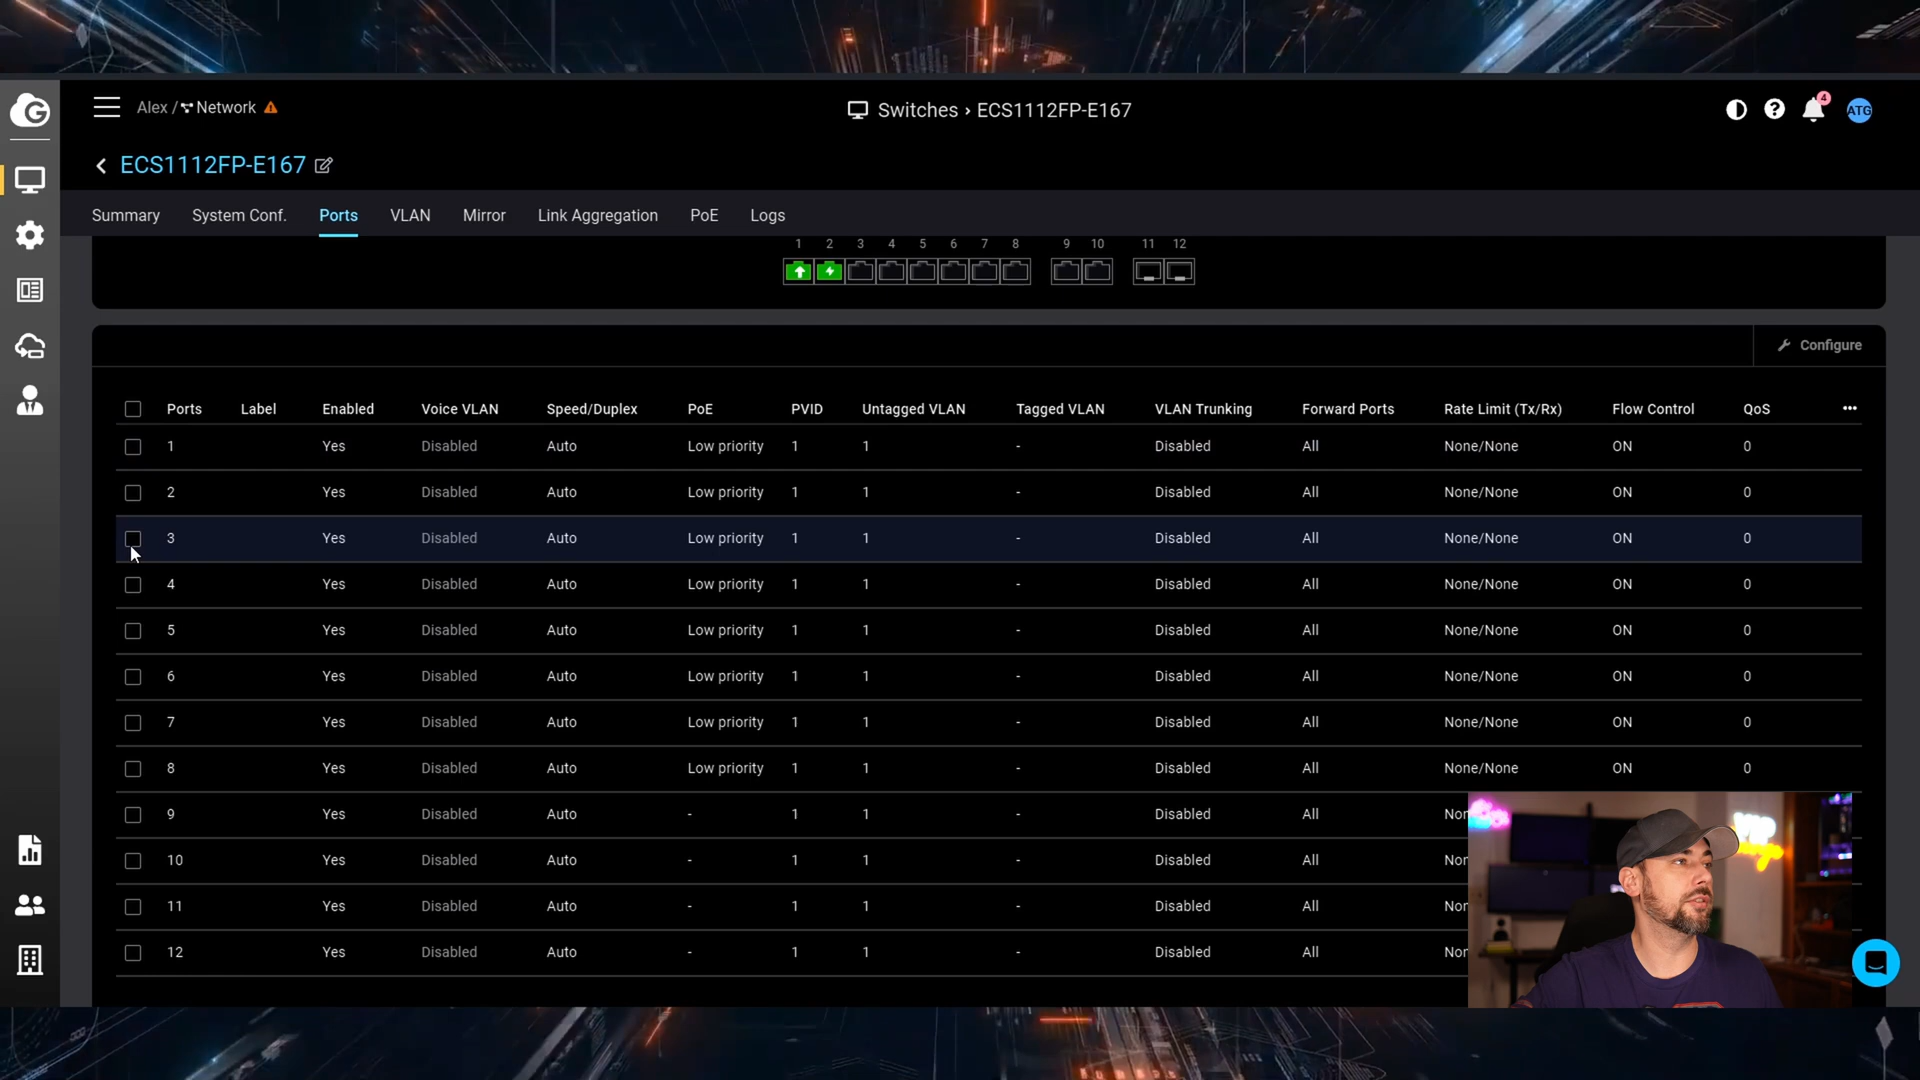 Alex / Network
Switches › ECS1112FP-E167
4
ATG
ECS1112FP-E167
Summary System Conf. Ports VLAN Mirror Link Aggregation PoE Logs
1 2 3 4 5 6 7 8 9 10 11 12
Configure
Ports Label Enabled Voice VLAN Speed/Duplex PoE PVID Untagged VLAN Tagged VLAN VLAN Trunking Forward Ports Rate Limit (Tx/Rx) Flow Control QoS •••
1 Yes Disabled Auto Low priority 1 1 - Disabled All None/None ON 0
2 Yes Disabled Auto Low priority 1 1 - Disabled All None/None ON 0
3 Yes Disabled Auto Low priority 1 1 - Disabled All None/None ON 0
4 Yes Disabled Auto Low priority 1 1 - Disabled All None/None ON 0
5 Yes Disabled Auto Low priority 1 1 - Disabled All None/None ON 0
6 Yes Disabled Auto Low priority 1 1 - Disabled All None/None ON 0
7 Yes Disabled Auto Low priority 1 1 - Disabled All None/None ON 0
8 Yes Disabled Auto Low priority 1 1 - Disabled All None/None ON 0
9 Yes Disabled Auto - 1 1 - Disabled All
10 Yes Disabled Auto - 1 1 - Disabled All
11 Yes Disabled Auto - 1 1 - Disabled All
12 Yes Disabled Auto - 1 1 - Disabled All